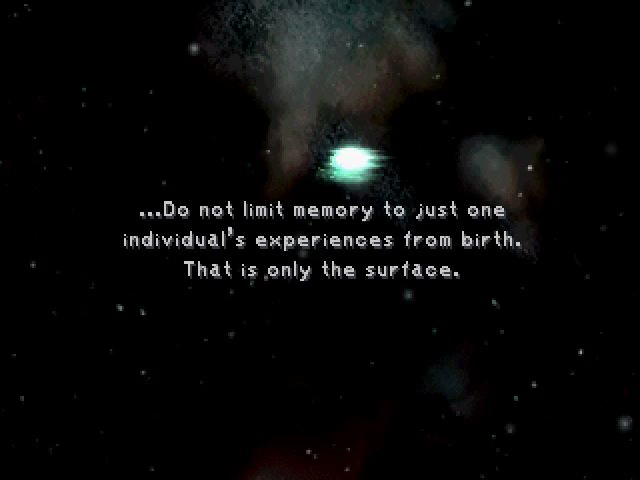 ...Do not limit memory to just one
individual's experiences from birth.
That is only the surface.